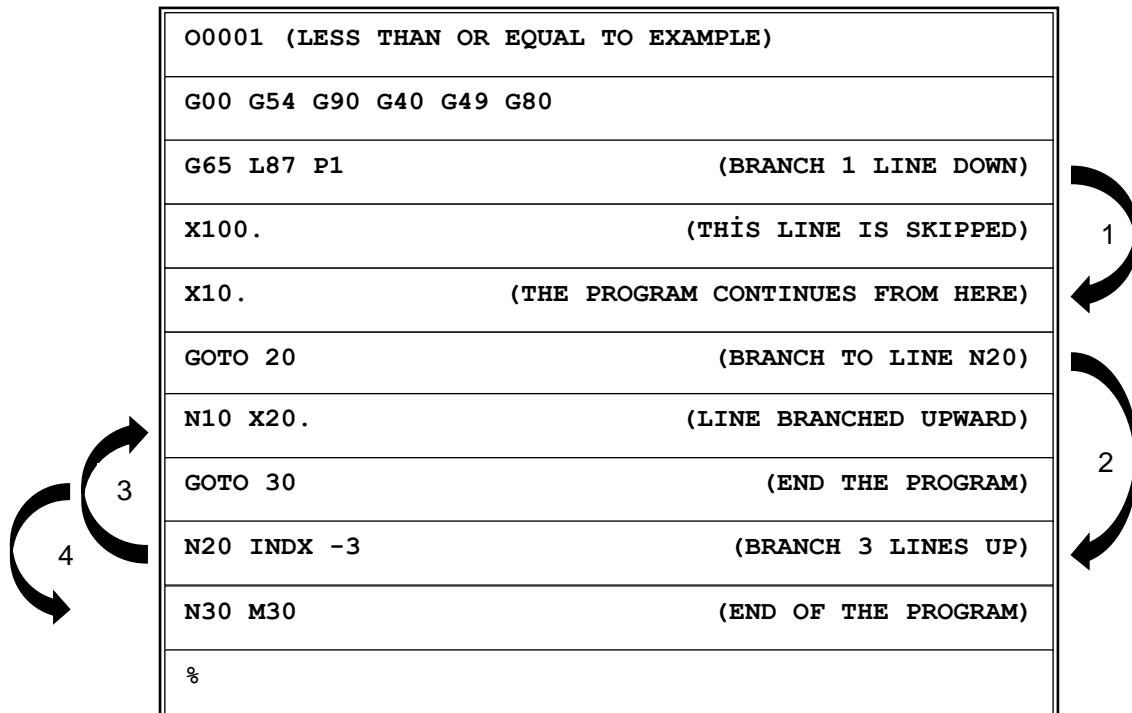 O0001 (LESS THAN OR EQUAL TO EXAMPLE)
G00 G54 G90 G40 G49 G80
G65 L87 P1 (BRANCH 1 LINE DOWN)
X100. (THİS LINE IS SKIPPED)
1
X10. (THE PROGRAM CONTINUES FROM HERE)
GOTO 20 (BRANCH TO LINE N20)
N10 X20. (LINE BRANCHED UPWARD)
2
3
GOTO 30 (END THE PROGRAM)
4
N20 INDX -3 (BRANCH 3 LINES UP)
N30 M30 (END OF THE PROGRAM)
%